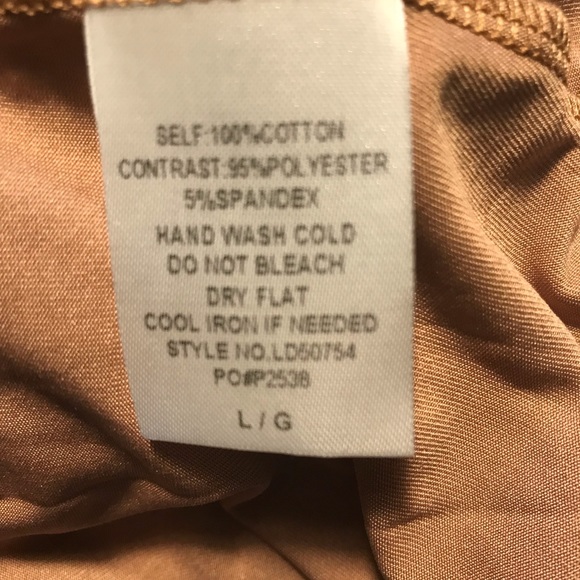 SELF:100%COTTON
CONTRAST:95%POLYESTER
5%SPANDEX
HAND WASH COLD
DO NOT BLEACH
DRY FLAT
COOL IRON IF NEEDED
STYLE NO.LD50754
PO#P2538
L / G